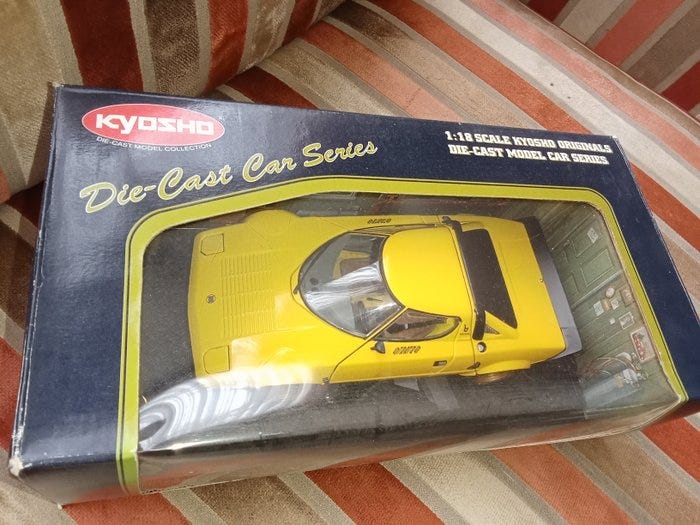 KYOSHO
DIE-CAST MODEL COLLECTION
Die-Cast Car Series
1:18 SCALE KYOSHO ORIGINALS
DIE-CAST MODEL CAR SERIES